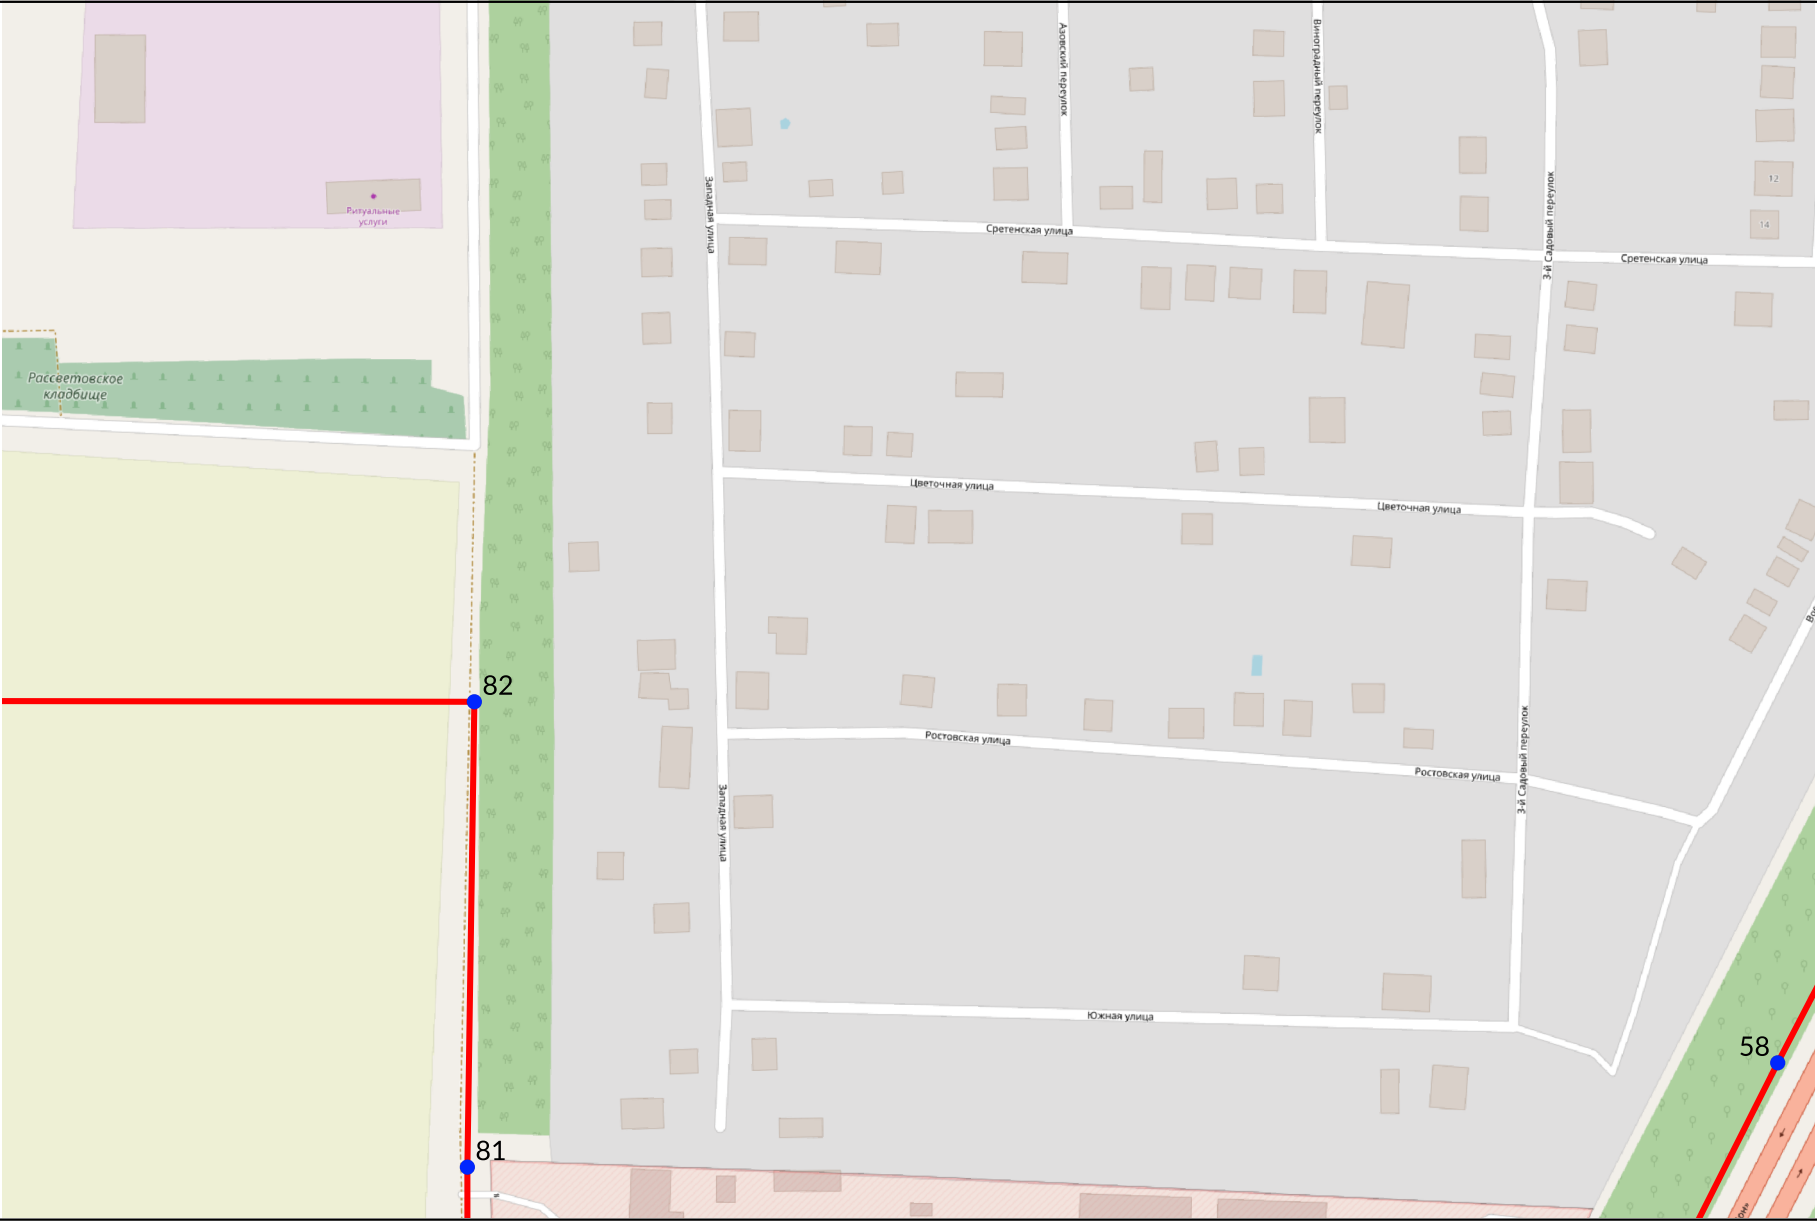 Азовский переулок
Виноградный переулок
Западная улица
3-й Садовый переулок
12
14
Ритуальные
услуги
Сретенская улица
Сретенская улица
Рассветовское
кладбище
Цветочная улица
Цветочная улица
82
Ростовская улица
Ростовская улица
Западная улица
3-й Садовый переулок
Южная улица
58
81